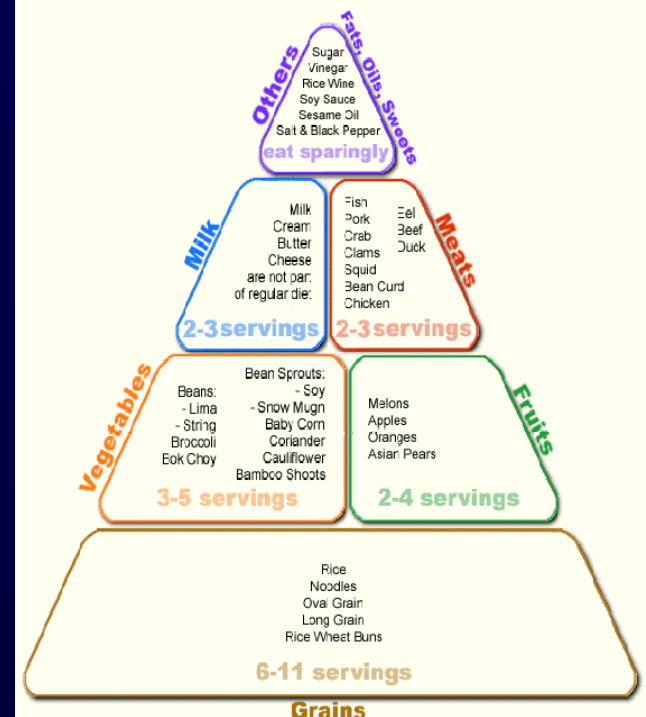 Others
Fats, Oils, Sweets
Sugar
Vinegar
Rice Wine
Soy Sauce
Sesame Oil
Salt & Black Pepper
eat sparingly
Milk
Milk
Cream
Butter
Cheese
are not part
of regular diet
2-3 servings
Meats
Fish
Pork
Crab
Clams
Squid
Bean Curd
Chicken
Eel
Beef
Duck
2-3 servings
Vegetables
Beans:
- Lima
- String
Broccoli
Bok Choy
Bean Sprouts:
- Soy
- Snow Mugn
Baby Corn
Coriander
Cauliflower
Bamboo Shoots
3-5 servings
Fruits
Melons
Apples
Oranges
Asian Pears
2-4 servings
Rice
Noodles
Oval Grain
Long Grain
Rice Wheat Buns
6-11 servings
Grains